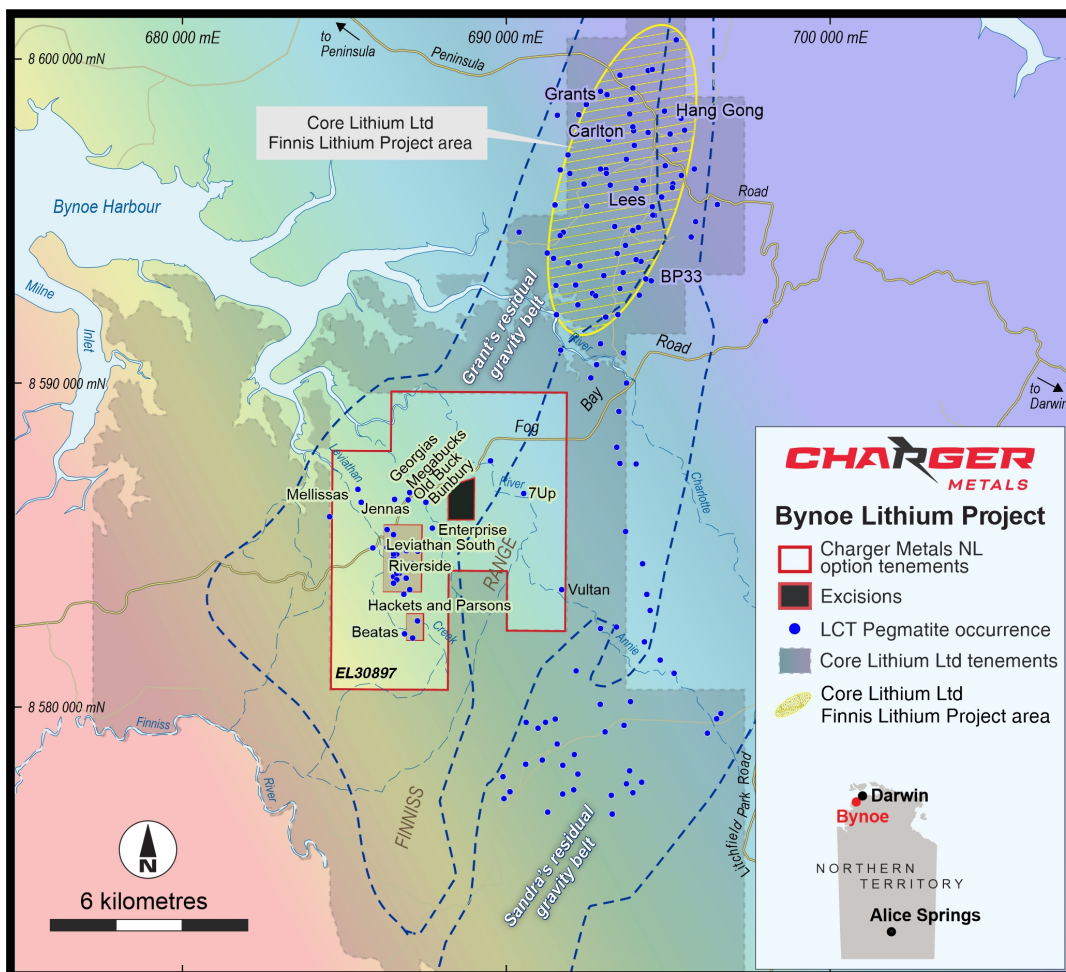 680 000 mE
690 000 mE
700 000 mE
to
Peninsula
Peninsula
8 600 000 mN
Grants
Hang Gong
Core Lithium Ltd
Finnis Lithium Project area
Carlton
Road
Lees
Bynoe Harbour
BP33
Milne
Inlet
Grant's residual
gravity belt
River
Road
8 590 000 mN
Bay
to
Darwin
Fog
Leviathan
Georgias
Megabucks
Old Buck
Bunbury
River
Charlotte
Mellissas
Jennas
7Up
Enterprise
Leviathan South
Riverside
RANGE
Vultan
Hackets and Parsons
Beatas
Creek
Annie
EL30897
8 580 000 mN
Finniss
River
FINNISS
Litchfield Park Road
Sandra's residual
gravity belt
N
6 kilometres
CHARGER
METALS
Bynoe Lithium Project
Charger Metals NL
option tenements
Excisions
LCT Pegmatite occurrence
Core Lithium Ltd tenements
Core Lithium Ltd
Finnis Lithium Project area
Darwin
Bynoe
NORTHERN
TERRITORY
Alice Springs